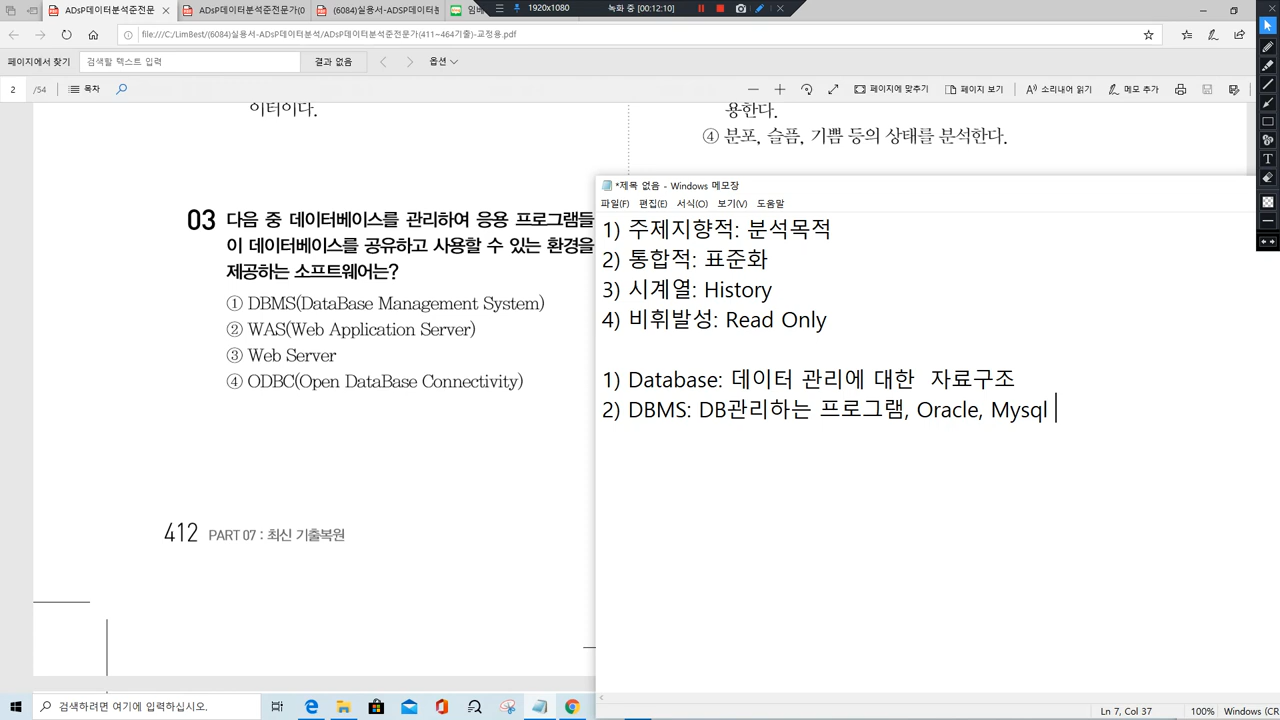 ADsP데이터분석준전문
ADsP데이터분석준전문가(0
(6084)실용서-ADsP데이터분
임베
1920x1080
녹화 중 [00:12:10]
file:///C:/LimBest/(6084)실용서-ADsP데이터분석/ADsP데이터분석준전문가(411~464기출)-교정용.pdf
페이지에서 찾기
검색할 텍스트 입력
결과 없음
옵션
2 /54
목차
페이지에 맞추기
페이지 보기
소리내어 읽기
메모 추가
이터이다.
용한다.
④ 분포, 슬픔, 기쁨 등의 상태를 분석한다.
03 다음 중 데이터베이스를 관리하여 응용 프로그램들
이 데이터베이스를 공유하고 사용할 수 있는 환경을
제공하는 소프트웨어는?
① DBMS(DataBase Management System)
② WAS(Web Application Server)
③ Web Server
④ ODBC(Open DataBase Connectivity)
412 PART 07 : 최신 기출복원
*제목 없음 - Windows 메모장
파일(F) 편집(E) 서식(O) 보기(V) 도움말
1) 주제지향적: 분석목적
2) 통합적: 표준화
3) 시계열: History
4) 비휘발성: Read Only
1) Database: 데이터 관리에 대한  자료구조
2) DBMS: DB관리하는 프로그램, Oracle, Mysql
Ln 7, Col 37
100%
Windows (CR
검색하려면 여기에 입력하십시오.